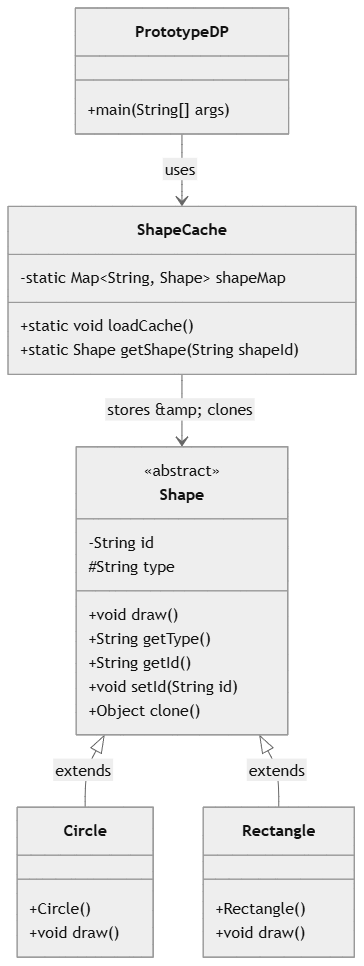 PrototypeDP
+main(String[] args)
uses
ShapeCache
-static Map<String, Shape> shapeMap
+static void loadCache()
+static Shape getShape(String shapeId)
stores &amp; clones
«abstract»
Shape
-String id
#String type
+void draw()
+String getType()
+String getId()
+void setId(String id)
+Object clone()
extends
extends
Circle
+Circle()
+void draw()
Rectangle
+Rectangle()
+void draw()